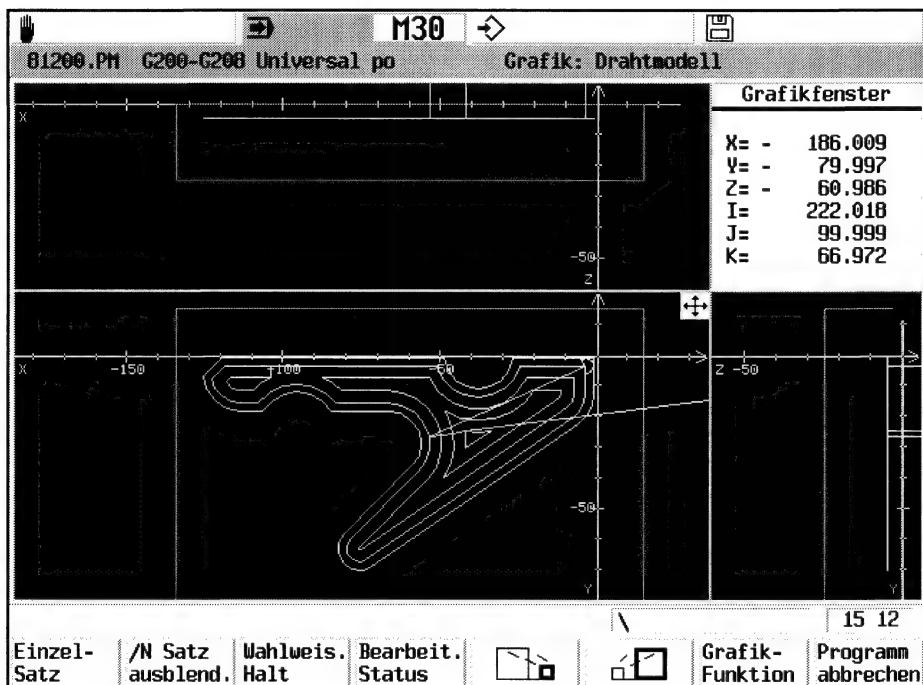 M30
81200.PM G200-G208 Universal po Grafik: Drahtmodell
Grafikfenster
X= - 186.009
Y= - 79.997
Z= - 60.986
I= 222.018
J= 99.999
K= 66.972
X
-50
Z
X -150 -100 -50
-50
Y
Z -50
Y
\ 15 12
Einzel-Satz
/N Satz ausblend.
Wahlweis. Halt
Bearbeit. Status
Grafik-Funktion
Programm abbrechen